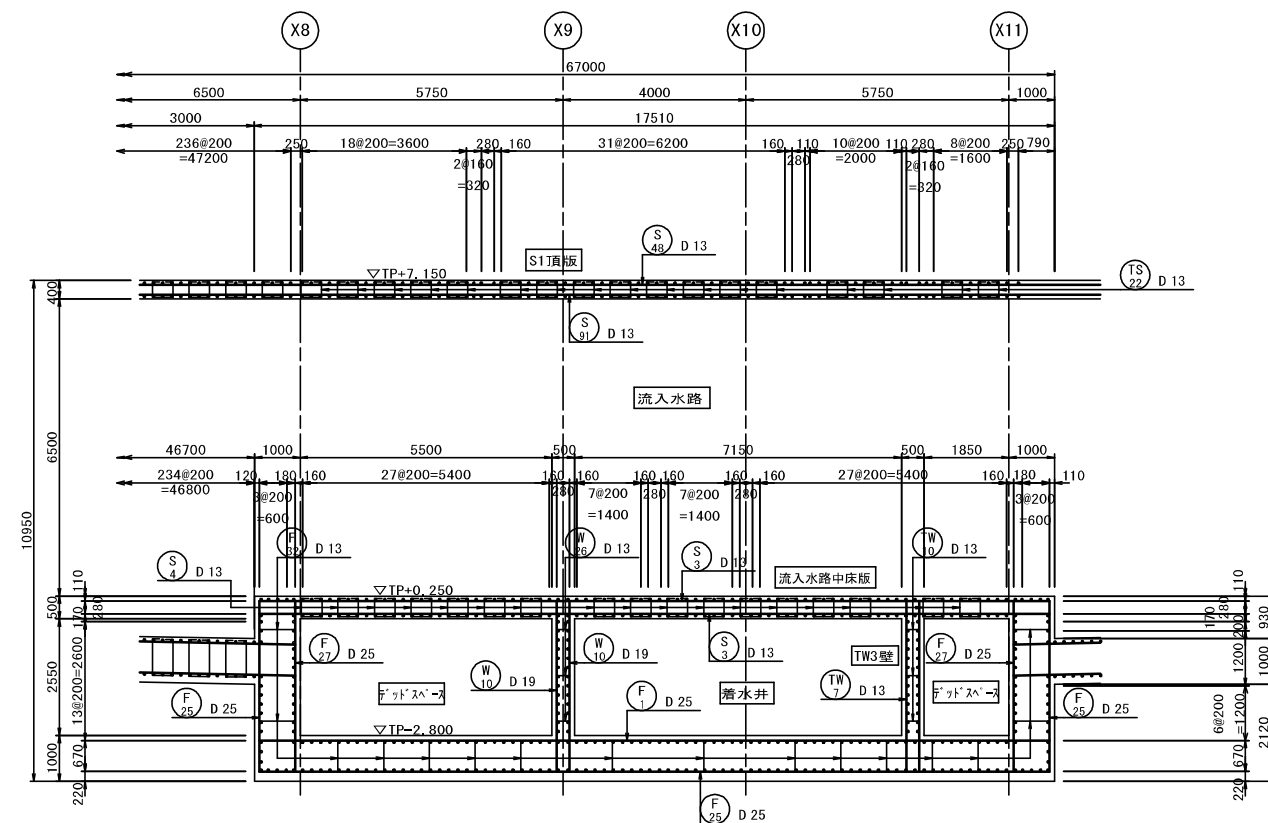 X8 X9 X10 X11
67000
6500 5750 4000 5750 1000
3000 17510
236@200 250 18@200=3600 280 160 31@200=6200 160 110 10@200 110 280 8@200 250 790
=47200 2@160 280 =2000 2@160 =1600
=320 =320
S
48 D 13
S1頂版
TS
22 D 13
▽TP+7.150
400
S
91 D 13
流入水路
6500
10950
46700 1000 5500 500 7150 500 1850 1000
234@200 120 180 160 27@200=5400 160 160 160 160 160 27@200=5400 160 180 110
=46800 3@200 280 7@200 280 7@200 280 3@200
=600 =1400 =1400 =600
F
32 D 13
W
26 D 13
TW
10 D 13
S
4 D 13
S
3 D 13
流入水路中床版
▽TP+0.250
110
500
170
280
110
280
170
930
200
F
27 D 25
W
10 D 19
S
3 D 13
TW3壁
F
27 D 25
2550
13@200=2600
1200
1000
W
10 D 19
ﾃﾞｯﾄﾞｽﾍﾟｰｽ
F
1 D 25
着水井
TW
7 D 13
ﾃﾞｯﾄﾞｽﾍﾟｰｽ
F
25 D 25
F
25 D 25
▽TP-2.800
6@200
=1200
2120
1000
670
670
220
220
F
25 D 25